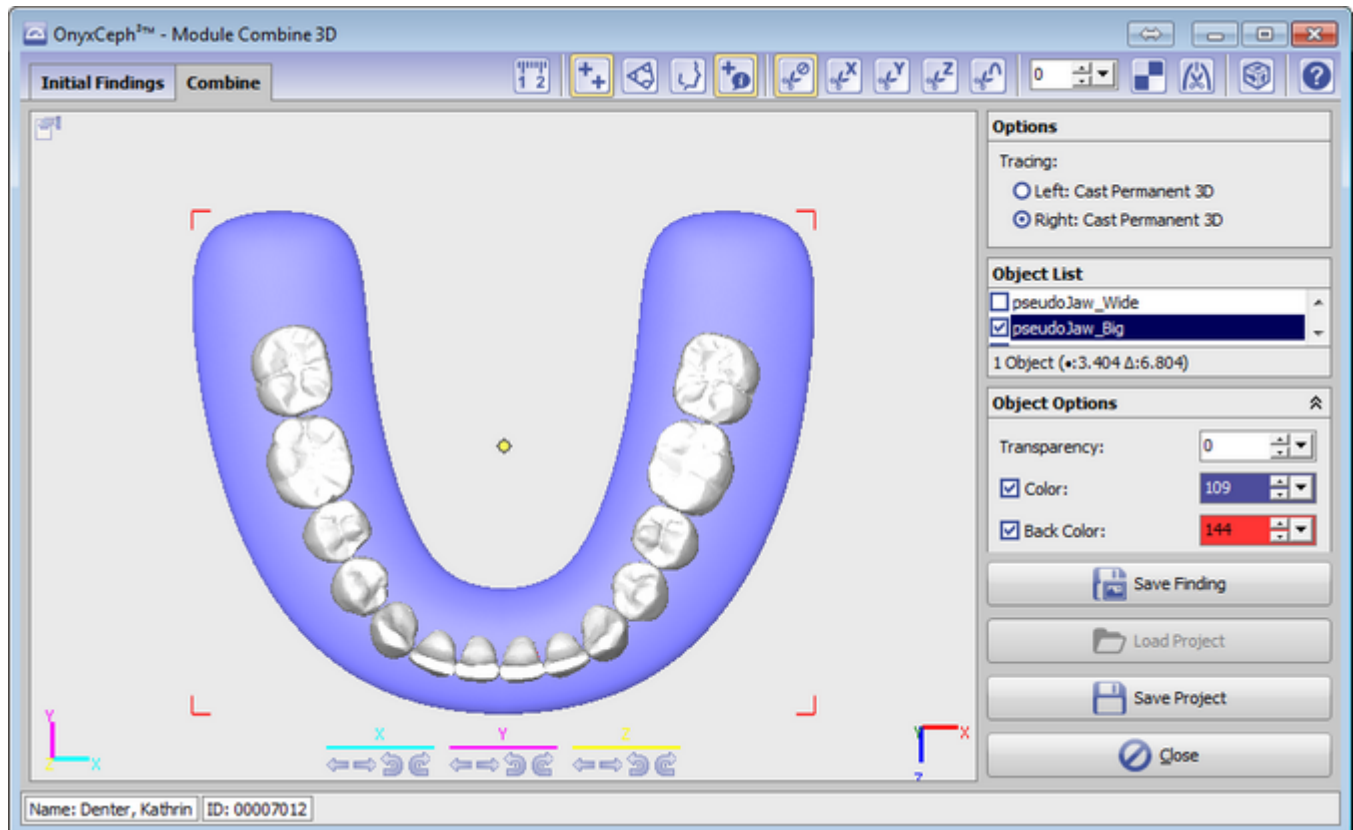 OnyxCeph³™ - Module Combine 3D
Initial Findings Combine
1 2
0
Options
Tracing:
Left: Cast Permanent 3D
Right: Cast Permanent 3D
Object List
pseudoJaw_Wide
pseudoJaw_Big
1 Object (•:3.404 Δ:6.804)
Object Options
Transparency: 0
Color: 109
Back Color: 144
Save Finding
Load Project
Save Project
Close
Y
Z X
X Y Z
Y X
Z
Name: Denter, Kathrin ID: 00007012